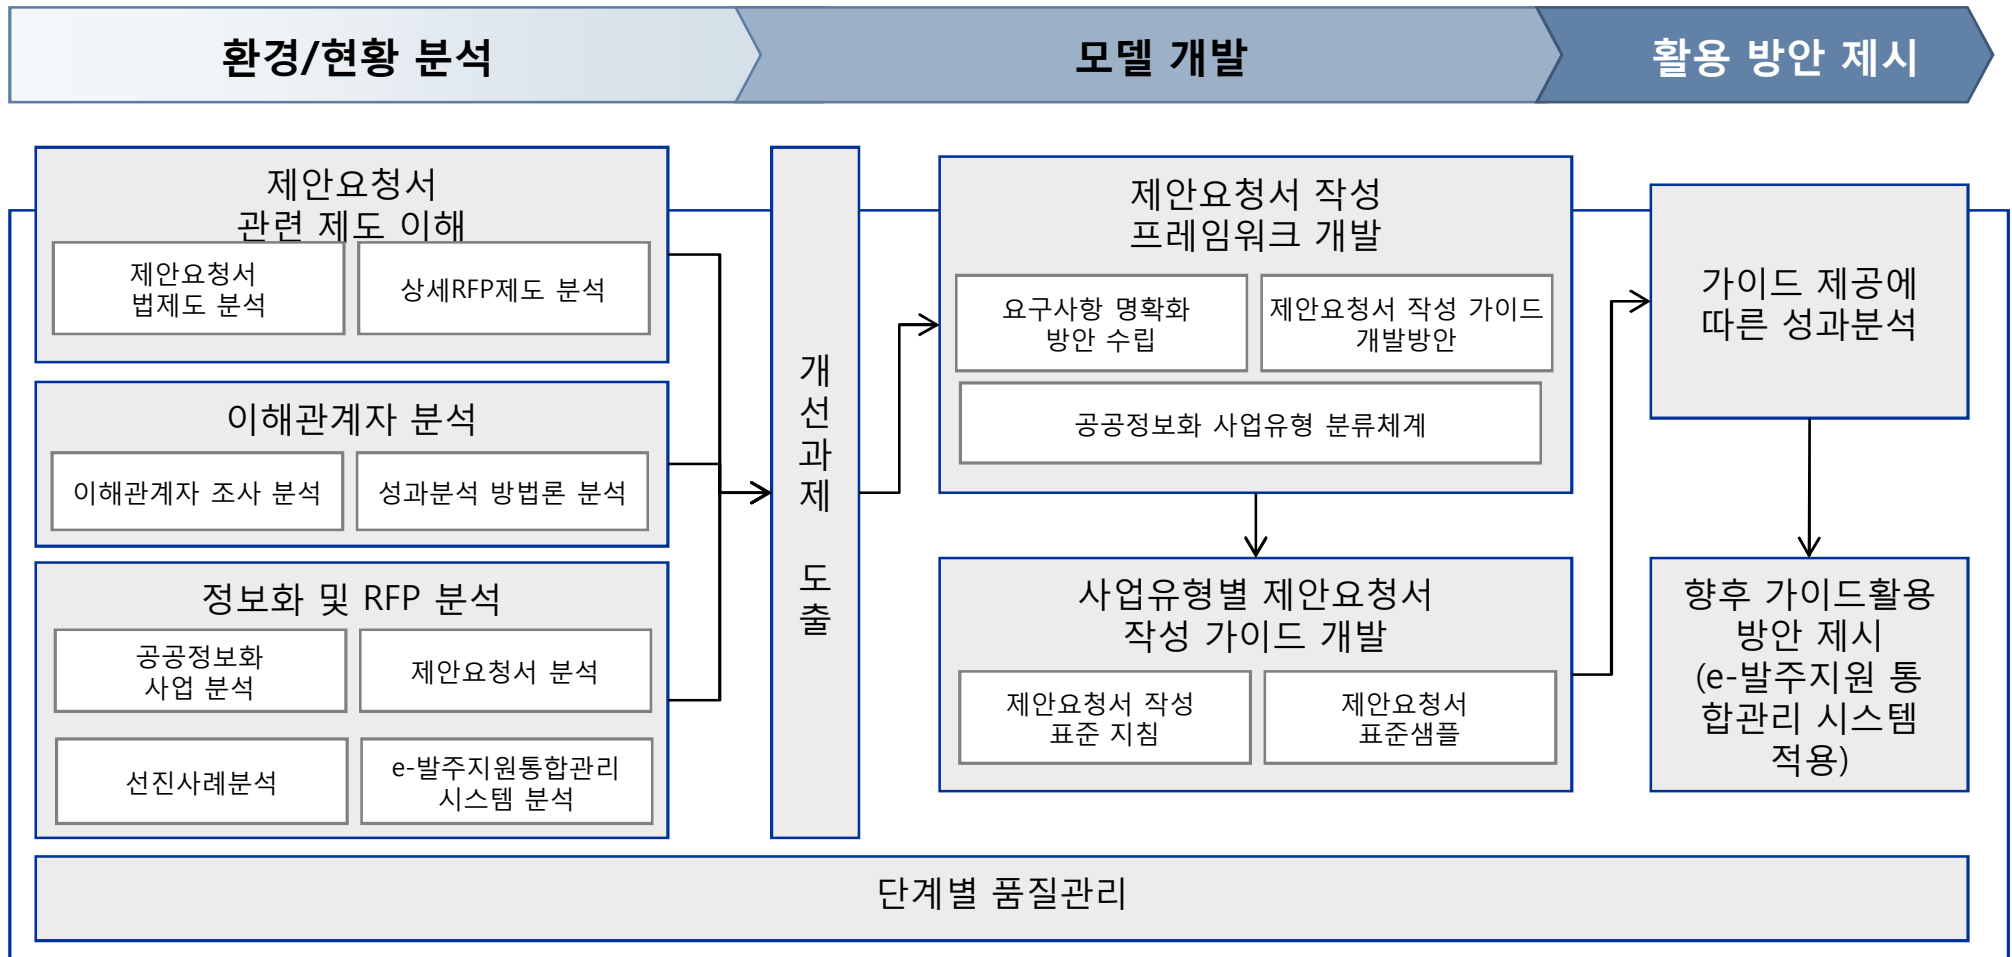 환경/현황 분석
모델 개발
활용 방안 제시
제안요청서
관련 제도 이해
제안요청서
법제도 분석
상세RFP제도 분석
이해관계자 분석
이해관계자 조사 분석
성과분석 방법론 분석
정보화 및 RFP 분석
공공정보화
사업 분석
제안요청서 분석
선진사례분석
e-발주지원통합관리
시스템 분석
개
선
과
제
도
출
제안요청서 작성
프레임워크 개발
요구사항 명확화
방안 수립
제안요청서 작성 가이드
개발방안
공공정보화 사업유형 분류체계
사업유형별 제안요청서
작성 가이드 개발
제안요청서 작성
표준 지침
제안요청서
표준샘플
가이드 제공에
따른 성과분석
향후 가이드활용
방안 제시
(e-발주지원 통
합관리 시스템
적용)
단계별 품질관리